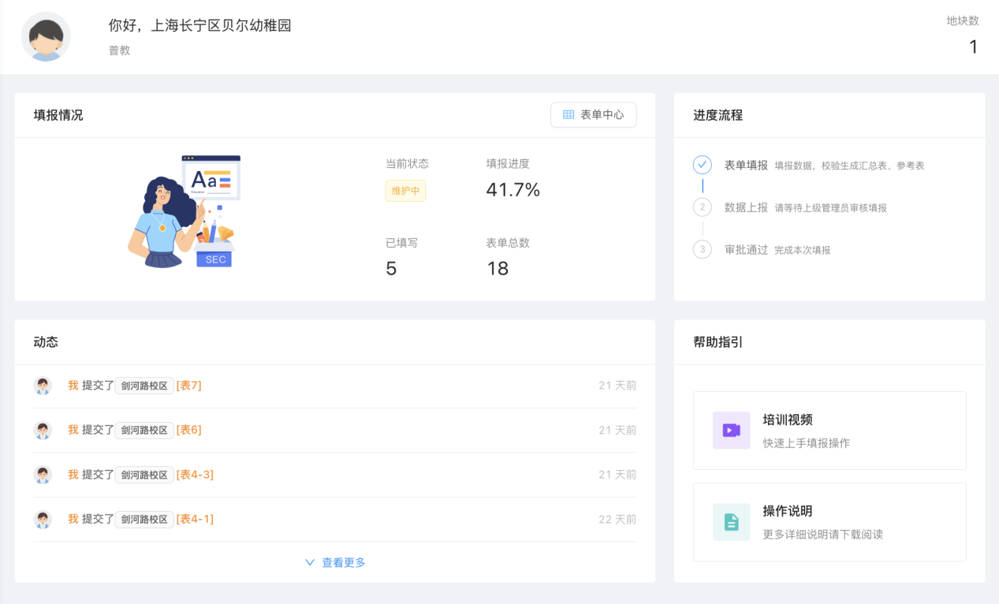 你好，上海长宁区贝尔幼稚园
普教
地块数
1
填报情况
表单中心
Aa
Education
SEC
当前状态
填报进度
维护中
41.7%
已填写
表单总数
5
18
进度流程
表单填报 填报数据，校验生成汇总表、参考表
2 数据上报 请等待上级管理员审核填报
3 审批通过 完成本次填报
动态
我 提交了 剑河路校区 [表7] 21 天前
我 提交了 剑河路校区 [表6] 21 天前
我 提交了 剑河路校区 [表4-3] 21 天前
我 提交了 剑河路校区 [表4-1] 22 天前
查看更多
帮助指引
培训视频
快速上手填报操作
操作说明
更多详细说明请下载阅读